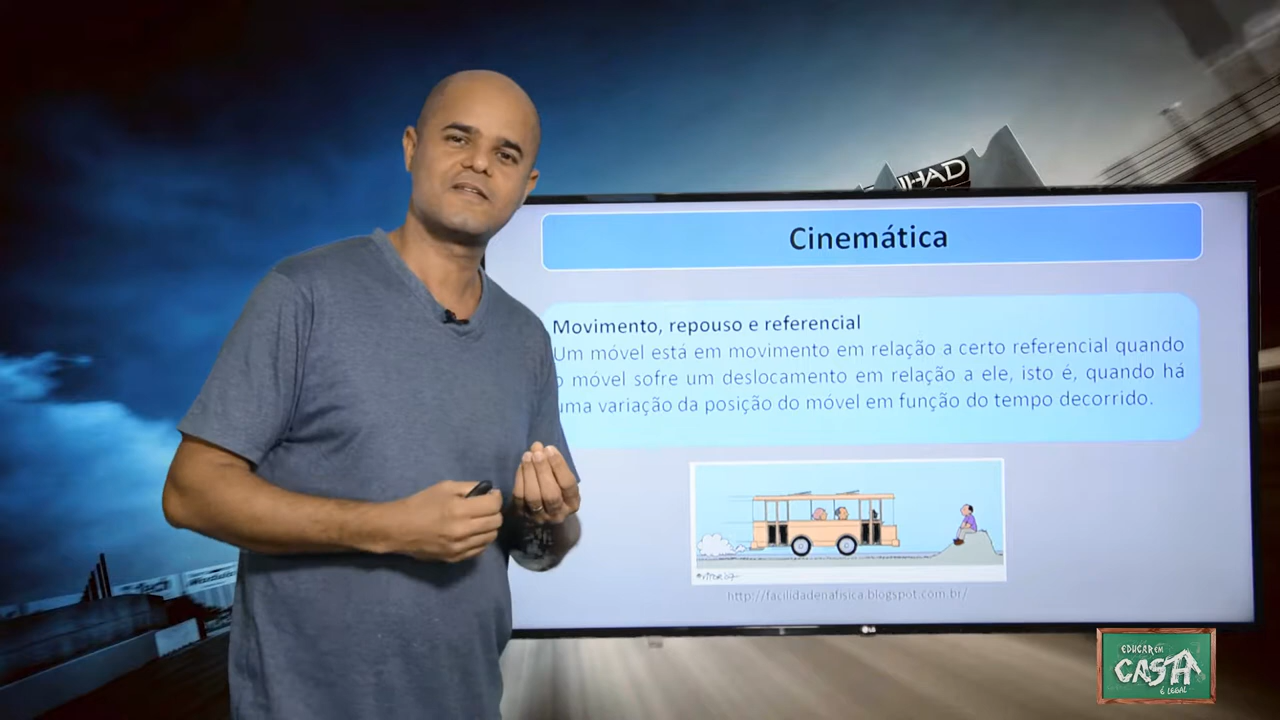 Cinemática
Movimento, repouso e referencial
Um móvel está em movimento em relação a certo referencial quando
o móvel sofre um deslocamento em relação a ele, isto é, quando há
uma variação da posição do móvel em função do tempo decorrido.
http://facilidadenafisica.blogspot.com.br/
LG
EDUCAR EM
CASA
É LEGAL